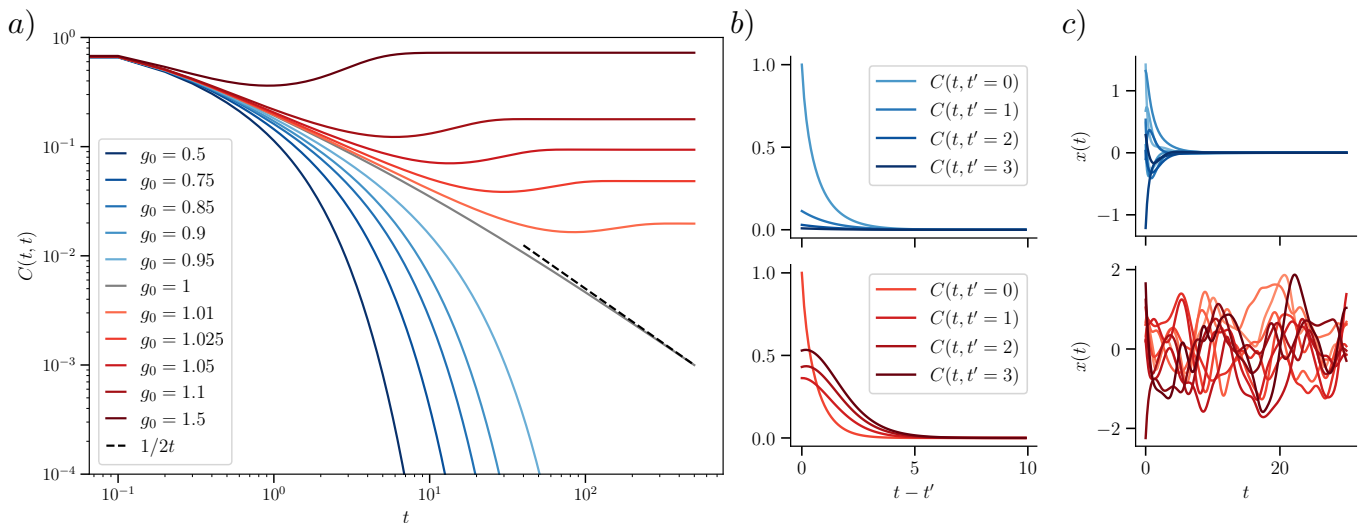 a)
10^0
10^{-1}
10^{-2}
10^{-3}
10^{-4}
C(t, t)
g_0 = 0.5
g_0 = 0.75
g_0 = 0.85
g_0 = 0.9
g_0 = 0.95
g_0 = 1
g_0 = 1.01
g_0 = 1.025
g_0 = 1.05
g_0 = 1.1
g_0 = 1.5
1/2t
10^{-1}
10^0
10^1
10^2
t
b)
1.0
0.5
0.0
C(t, t′ = 0)
C(t, t′ = 1)
C(t, t′ = 2)
C(t, t′ = 3)
1.0
0.5
0.0
C(t, t′ = 0)
C(t, t′ = 1)
C(t, t′ = 2)
C(t, t′ = 3)
0
5
10
t − t′
c)
1
0
−1
x(t)
2
0
−2
x(t)
0
20
t